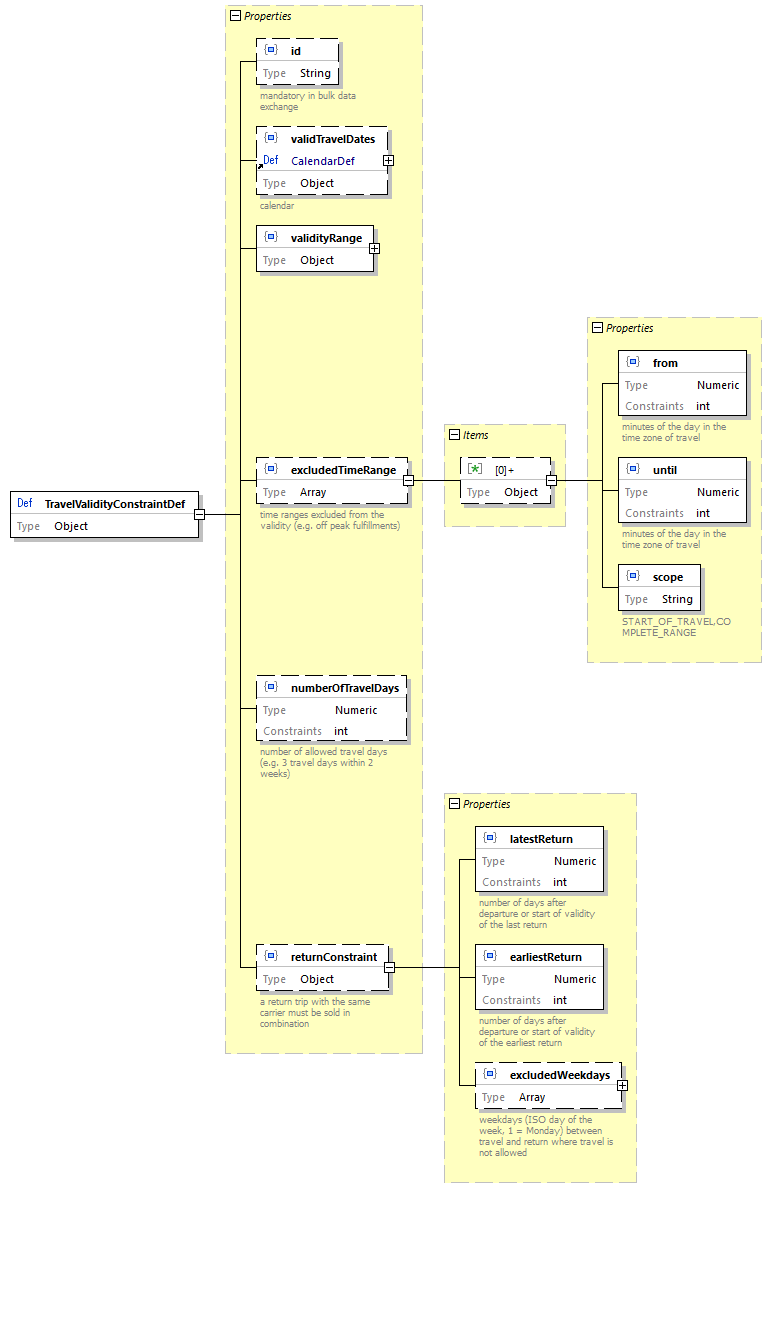 Properties
id
Type String
mandatory in bulk data
exchange
validTravelDates
Def CalendarDef
Type Object
calendar
validityRange
Type Object
Def TravelValidityConstraintDef
Type Object
excludedTimeRange
Type Array
time ranges excluded from the
validity (e.g. off peak fulfillments)
Items
[0]+
Type Object
Properties
from
Type Numeric
Constraints int
minutes of the day in the
time zone of travel
until
Type Numeric
Constraints int
minutes of the day in the
time zone of travel
scope
Type String
START_OF_TRAVEL,CO
MPLETE_RANGE
numberOfTravelDays
Type Numeric
Constraints int
number of allowed travel days
(e.g. 3 travel days within 2
weeks)
returnConstraint
Type Object
a return trip with the same
carrier must be sold in
combination
Properties
latestReturn
Type Numeric
Constraints int
number of days after
departure or start of validity
of the last return
earliestReturn
Type Numeric
Constraints int
number of days after
departure or start of validity
of the earliest return
excludedWeekdays
Type Array
weekdays (ISO day of the
week, 1 = Monday) between
travel and return where travel is
not allowed